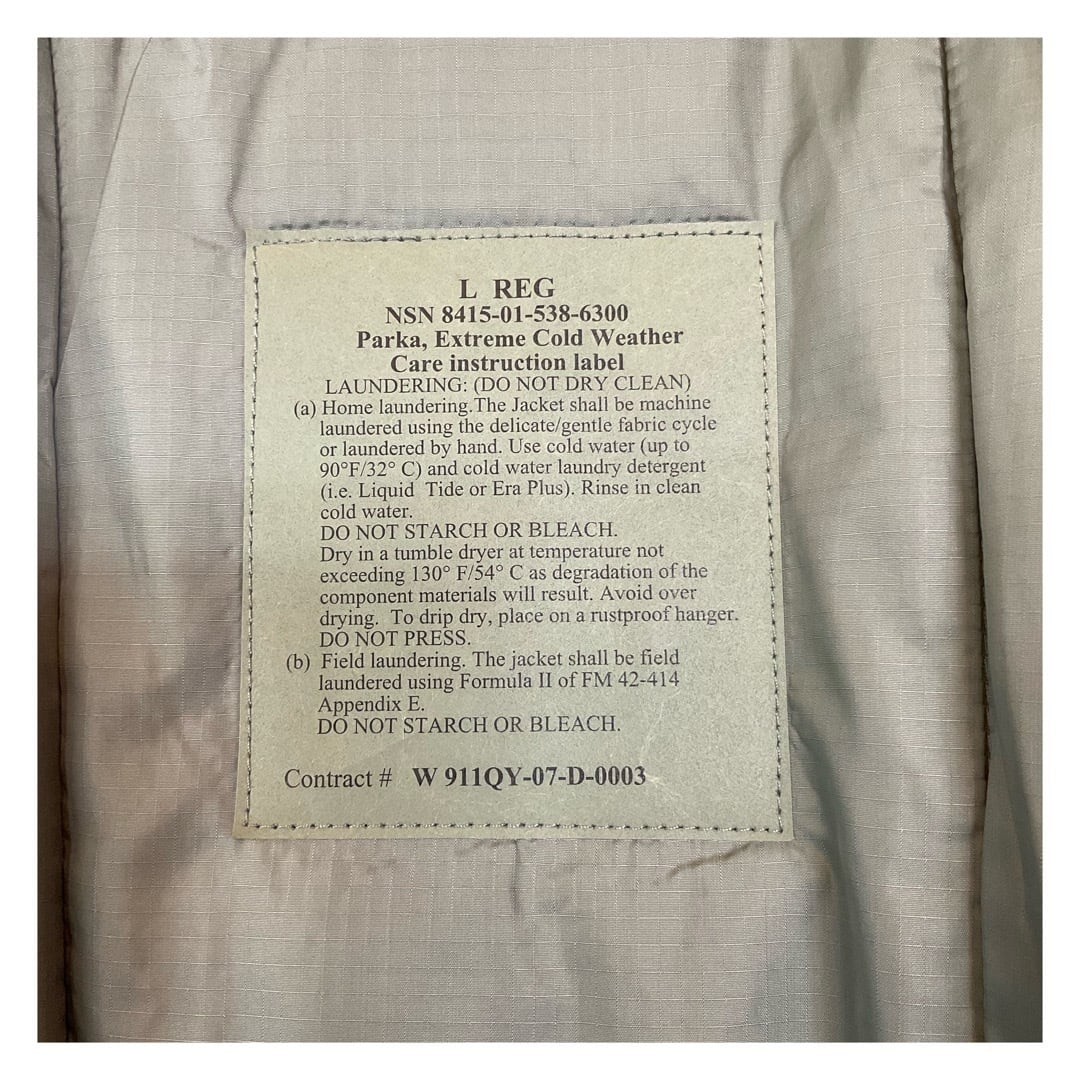 L REG
NSN 8415-01-538-6300
Parka, Extreme Cold Weather
Care instruction label
LAUNDERING: (DO NOT DRY CLEAN)
(a) Home laundering.The Jacket shall be machine
laundered using the delicate/gentle fabric cycle
or laundered by hand. Use cold water (up to
90°F/32° C) and cold water laundry detergent
(i.e. Liquid Tide or Era Plus). Rinse in clean
cold water.
DO NOT STARCH OR BLEACH.
Dry in a tumble dryer at temperature not
exceeding 130° F/54° C as degradation of the
component materials will result. Avoid over
drying. To drip dry, place on a rustproof hanger.
DO NOT PRESS.
(b) Field laundering. The jacket shall be field
laundered using Formula II of FM 42-414
Appendix E.
DO NOT STARCH OR BLEACH.
Contract # W 911QY-07-D-0003